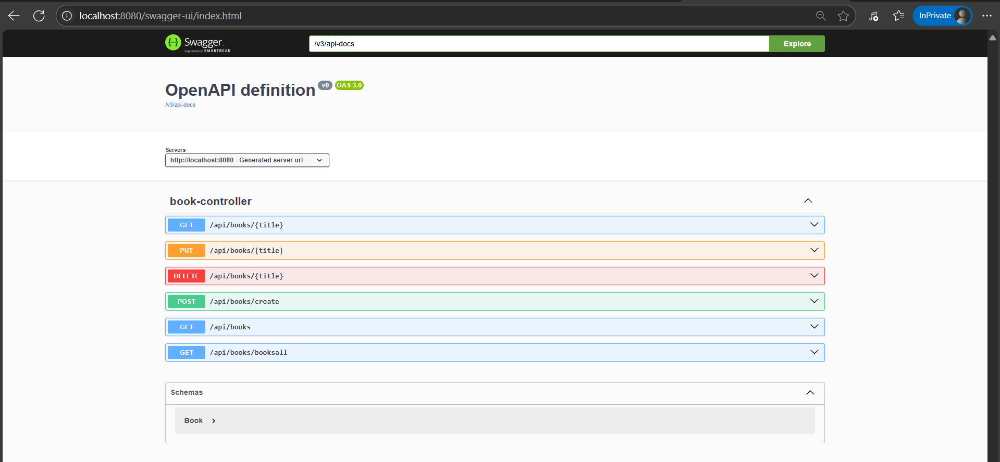 localhost:8080/swagger-ui/index.html
InPrivate
Swagger
Supported by SMARTBEAR
/v3/api-docs
Explore
OpenAPI definition v0 OAS 3.0
/v3/api-docs
Servers
http://localhost:8080 - Generated server url
book-controller
GET /api/books/{title}
PUT /api/books/{title}
DELETE /api/books/{title}
POST /api/books/create
GET /api/books
GET /api/books/booksall
Schemas
Book